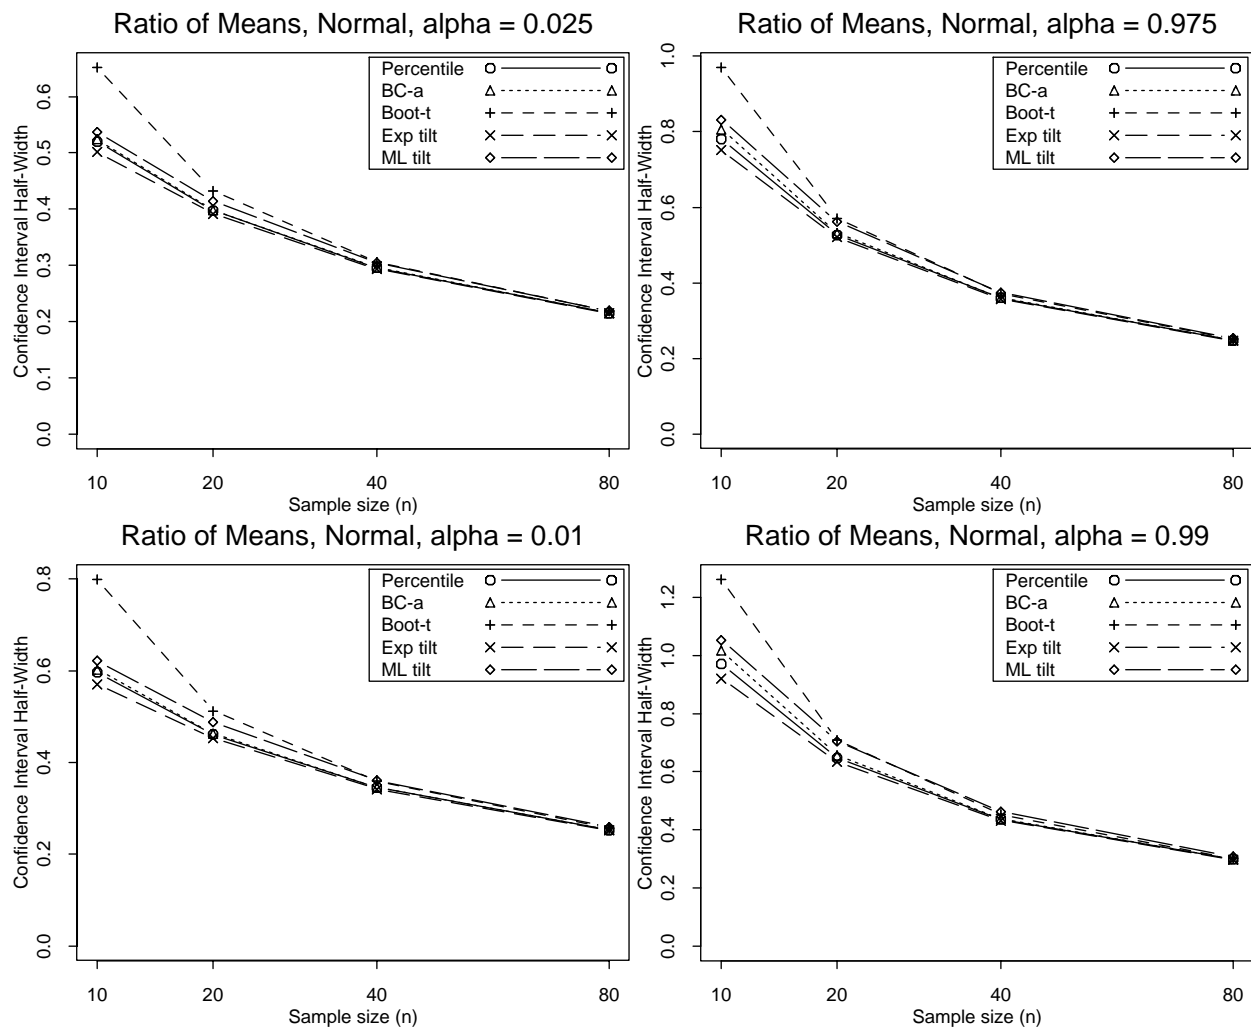 Ratio of Means, Normal, alpha = 0.025
Confidence Interval Half-Width
0.0 0.1 0.2 0.3 0.4 0.5 0.6
Percentile
BC-a
Boot-t
Exp tilt
ML tilt
10 20 40 80
Sample size (n)
Ratio of Means, Normal, alpha = 0.975
Confidence Interval Half-Width
0.0 0.2 0.4 0.6 0.8 1.0
Percentile
BC-a
Boot-t
Exp tilt
ML tilt
10 20 40 80
Sample size (n)
Ratio of Means, Normal, alpha = 0.01
Confidence Interval Half-Width
0.0 0.2 0.4 0.6 0.8
Percentile
BC-a
Boot-t
Exp tilt
ML tilt
10 20 40 80
Sample size (n)
Ratio of Means, Normal, alpha = 0.99
Confidence Interval Half-Width
0.0 0.2 0.4 0.6 0.8 1.0 1.2
Percentile
BC-a
Boot-t
Exp tilt
ML tilt
10 20 40 80
Sample size (n)